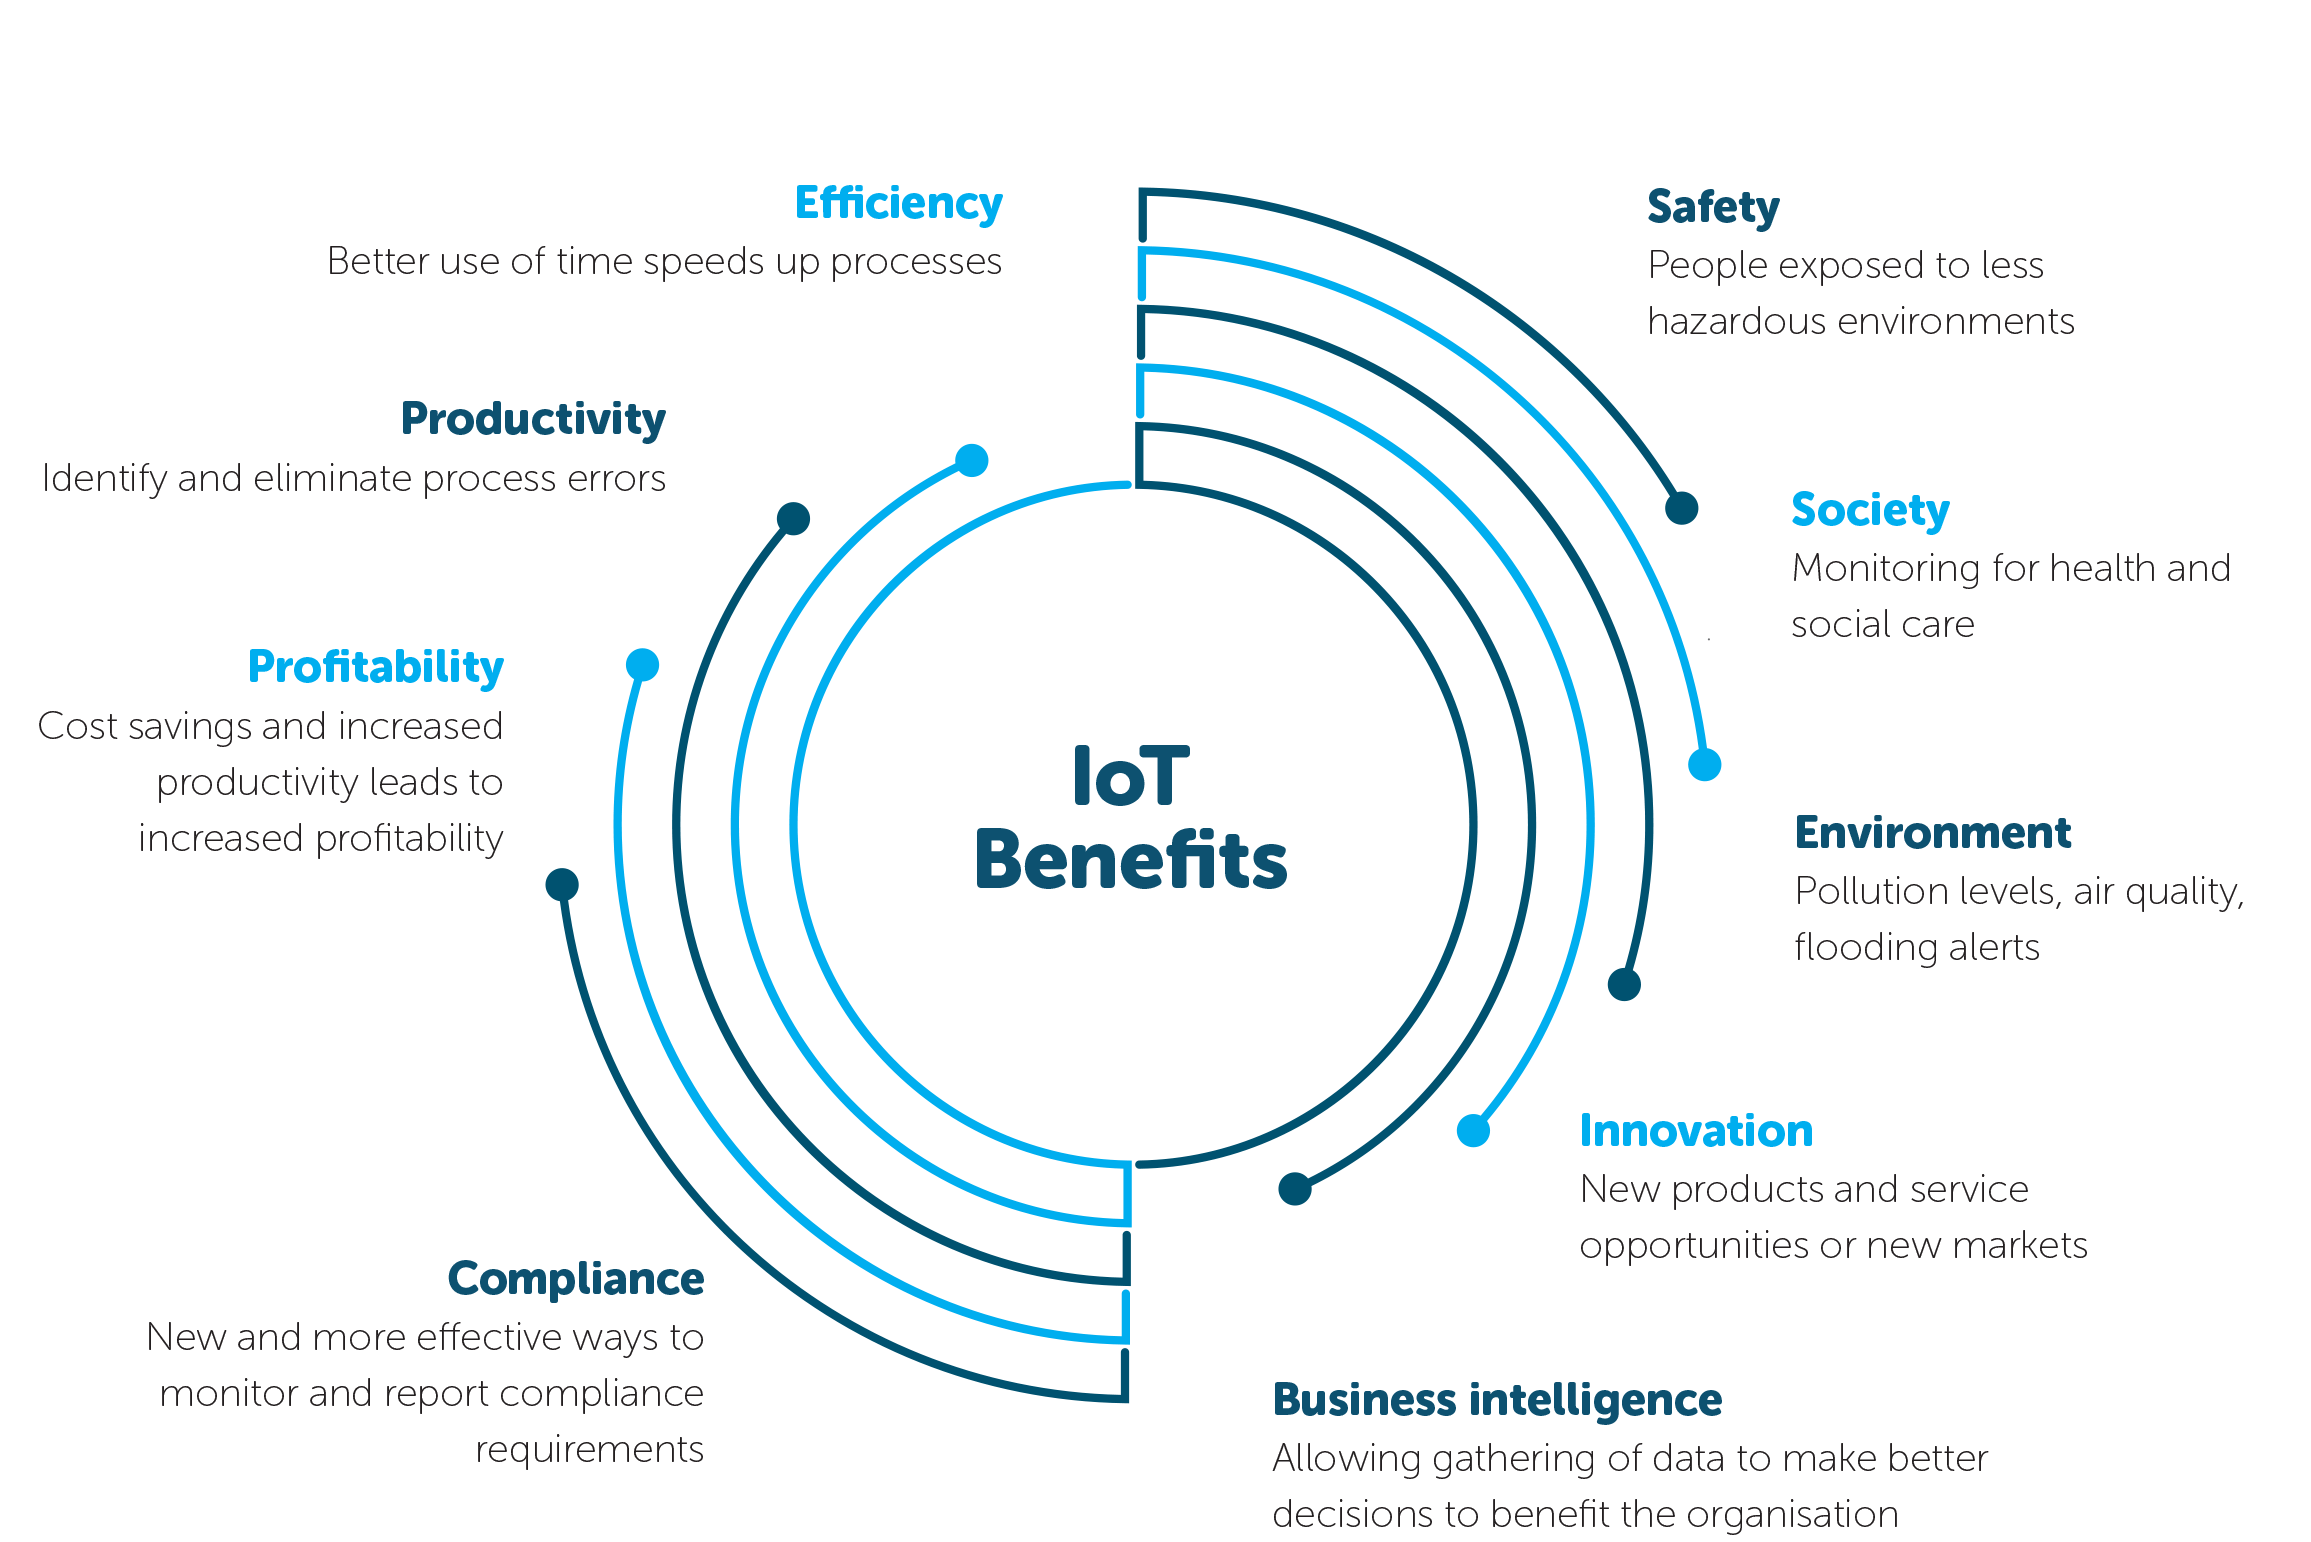 Efficiency
Better use of time speeds up processes
Productivity
Identify and eliminate process errors
Profitability
Cost savings and increased
productivity leads to
increased profitability
Compliance
New and more effective ways to
monitor and report compliance
requirements
IoT
Benefits
Safety
People exposed to less
hazardous environments
Society
Monitoring for health and
social care
Environment
Pollution levels, air quality,
flooding alerts
Innovation
New products and service
opportunities or new markets
Business intelligence
Allowing gathering of data to make better
decisions to benefit the organisation